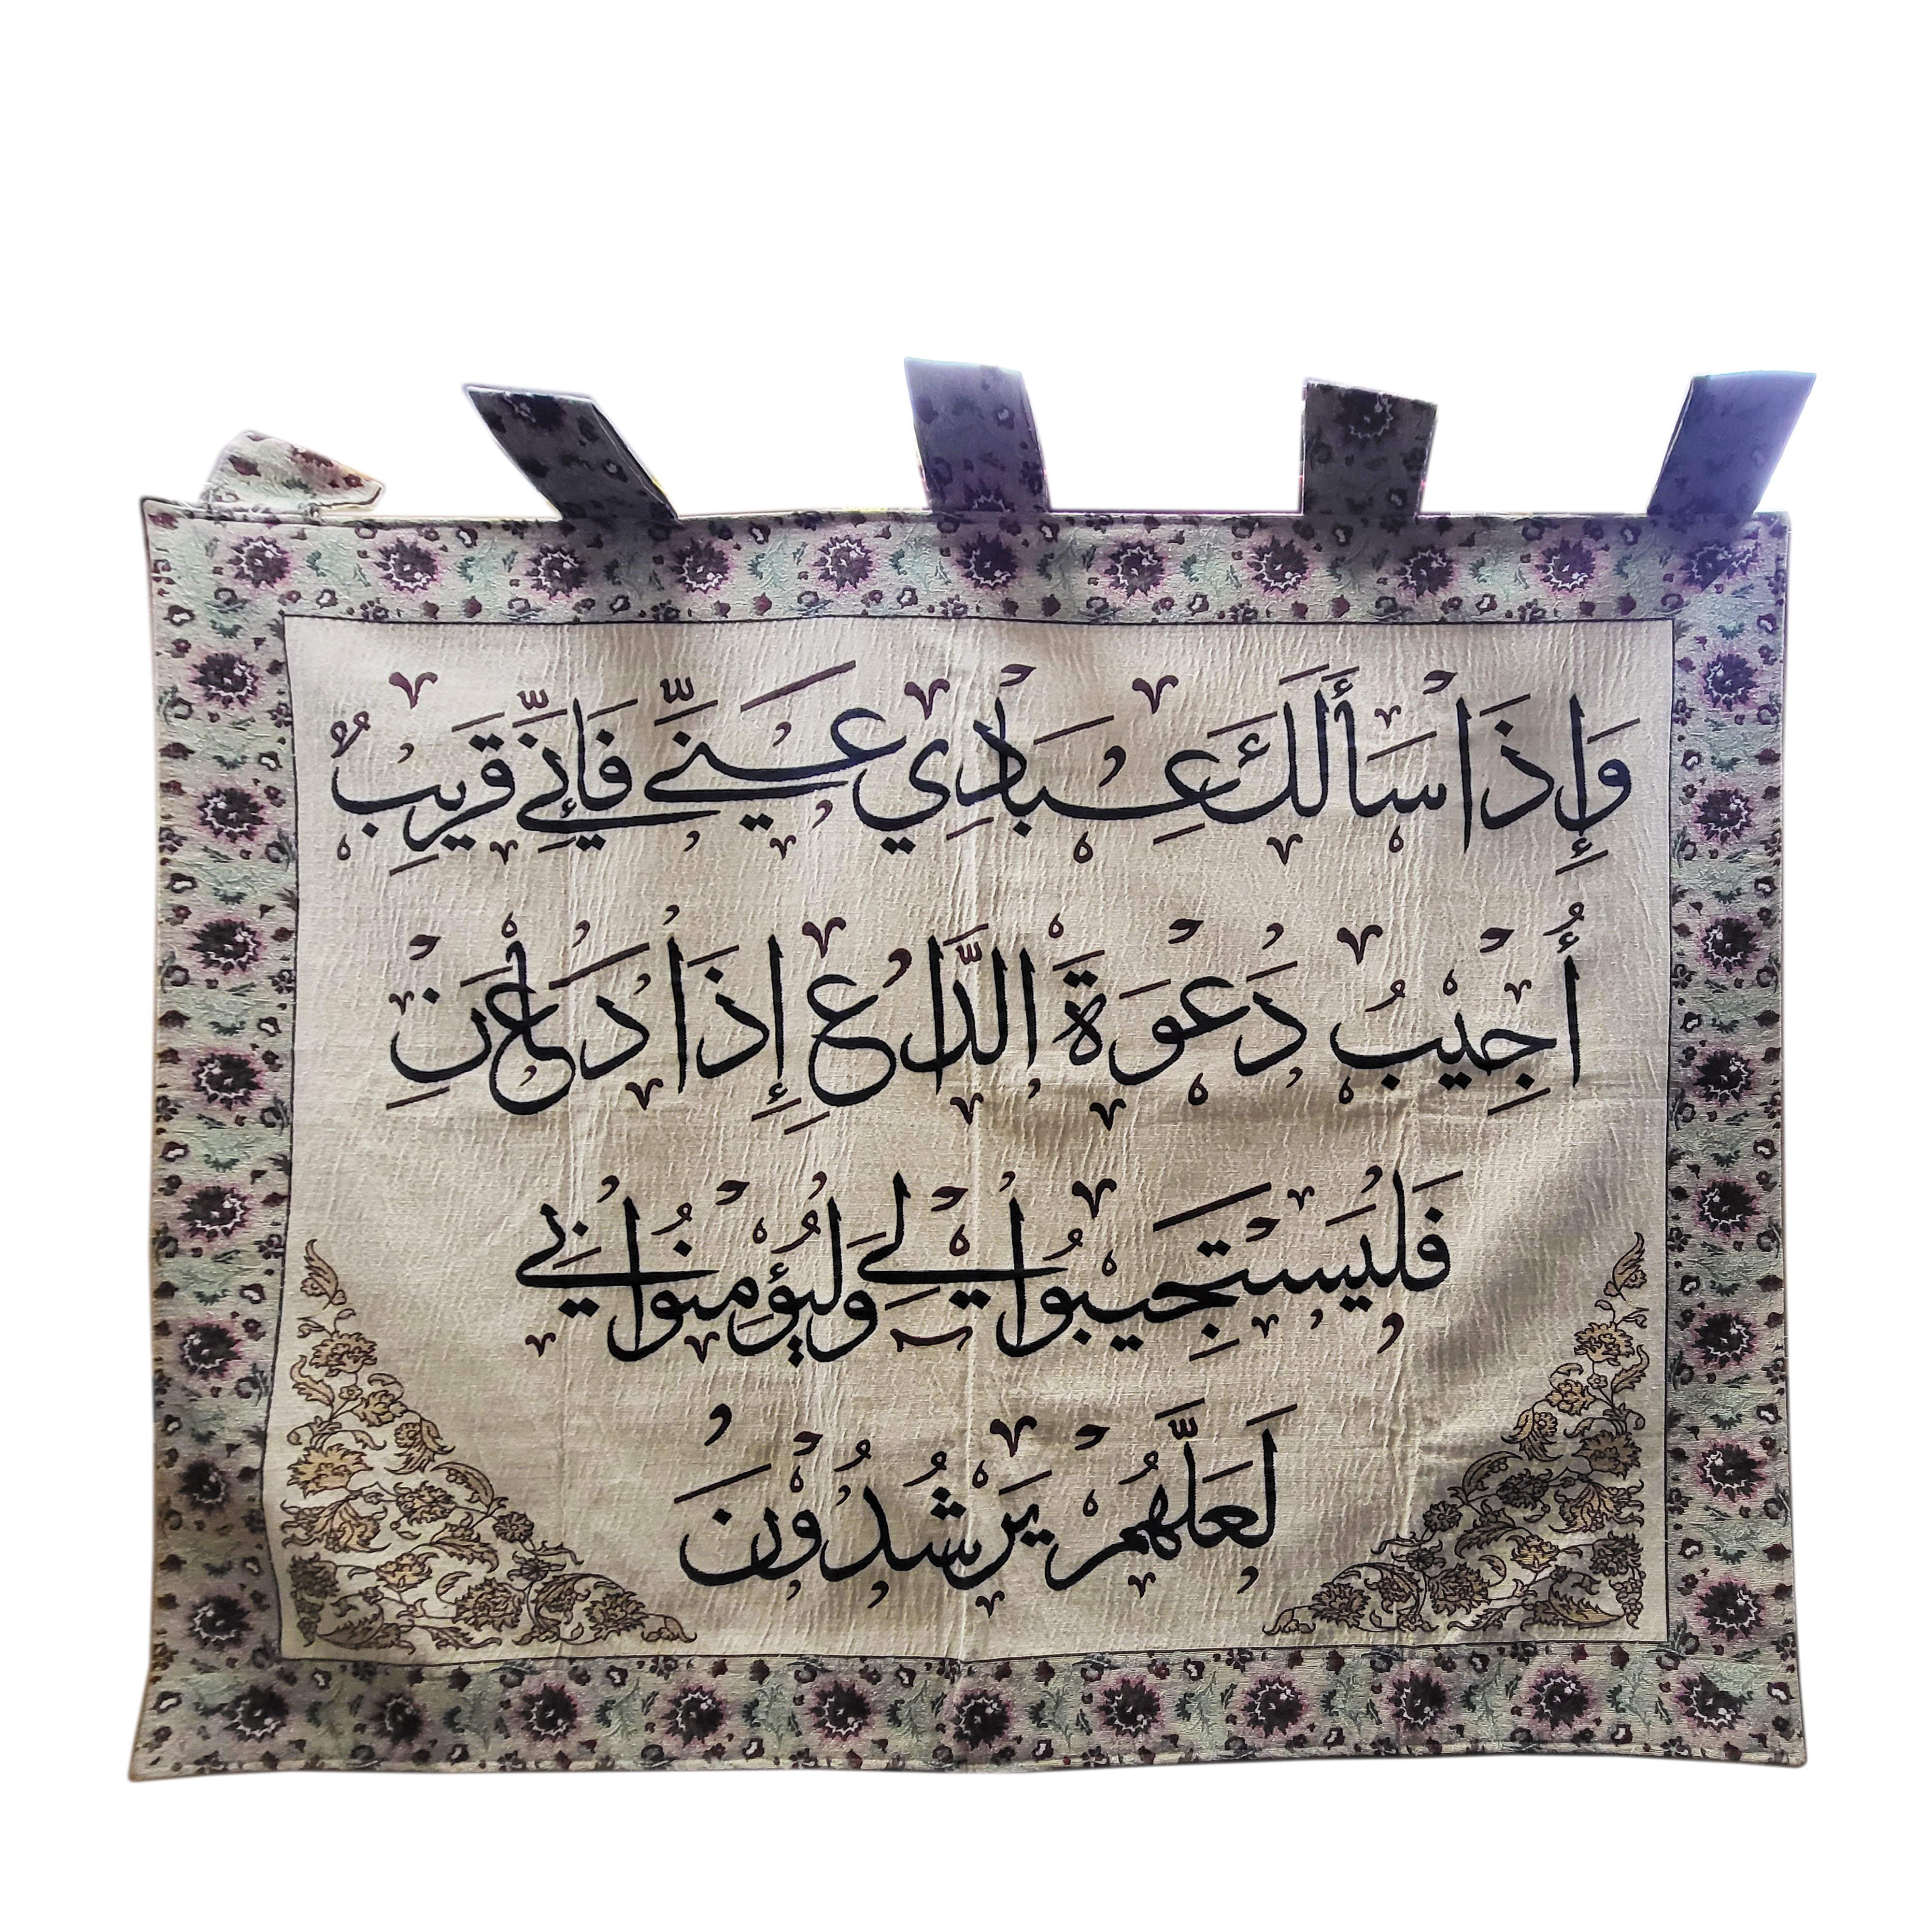 وَإِذَا سَأَلَكَ عِبَادِي عَنِّي فَإِنِّي قَرِيبٌ
أُجِيبُ دَعْوَةَ الدَّاعِ إِذَا دَعَانِ
فَلْيَسْتَجِيبُوا لِي وَلْيُؤْمِنُوا بِي
لَعَلَّهُمْ يَرْشُدُونَ